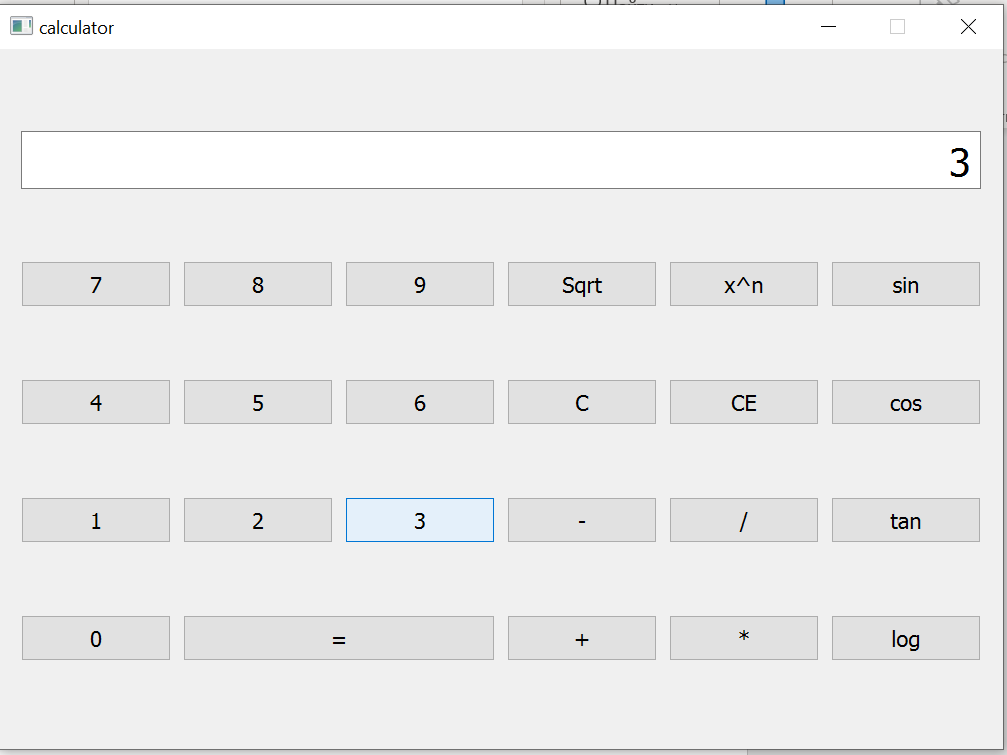 calculator
3
7 8 9 Sqrt x^n sin
4 5 6 C CE cos
1 2 3 - / tan
0 = + * log